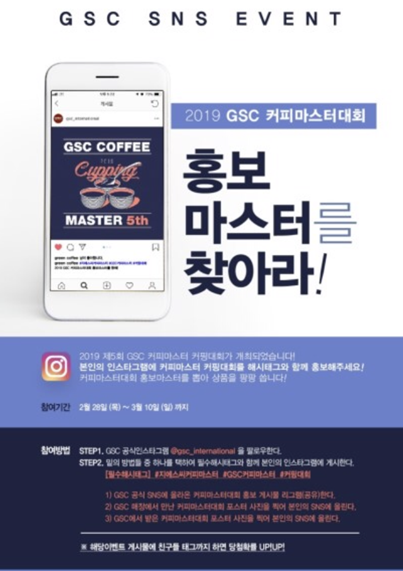 GSC SNS EVENT
2019 GSC 커피마스터대회
홍보
마스터를
찾아라!
gsc_international
GSC COFFEE
THE
Cupping
MASTER 5th
2019 제5회 GSC 커피마스터 커핑대회가 개최되었습니다!
본인의 인스타그램에 커피마스터 커핑대회를 해시태그와 함께 홍보해주세요!
커피마스터대회 홍보마스터를 뽑아 상품을 팡팡 쏩니다!
참여기간 2월 28일 (목) ~ 3월 10일 (일) 까지
참여방법 STEP1. GSC 공식인스타그램 @gsc_international 을 팔로우한다.
STEP2. 밑의 방법들 중 하나를 택하여 필수해시태그와 함께 본인의 인스타그램에 게시한다.
[필수해시태그] #지에스씨커피마스터 #GSC커피마스터 #커핑대회
1) GSC 공식 SNS에 올라온 커피마스터대회 홍보 게시물 리그램(공유)한다.
2) GSC 매장에서 만난 커피마스터대회 포스터 사진을 찍어 본인의 SNS에 올린다.
3) GSC에서 받은 커피마스터대회 포스터 사진을 찍어 본인의 SNS에 올린다.
※ 해당이벤트 게시물에 친구들 태그까지 하면 당첨확률 UP!UP!